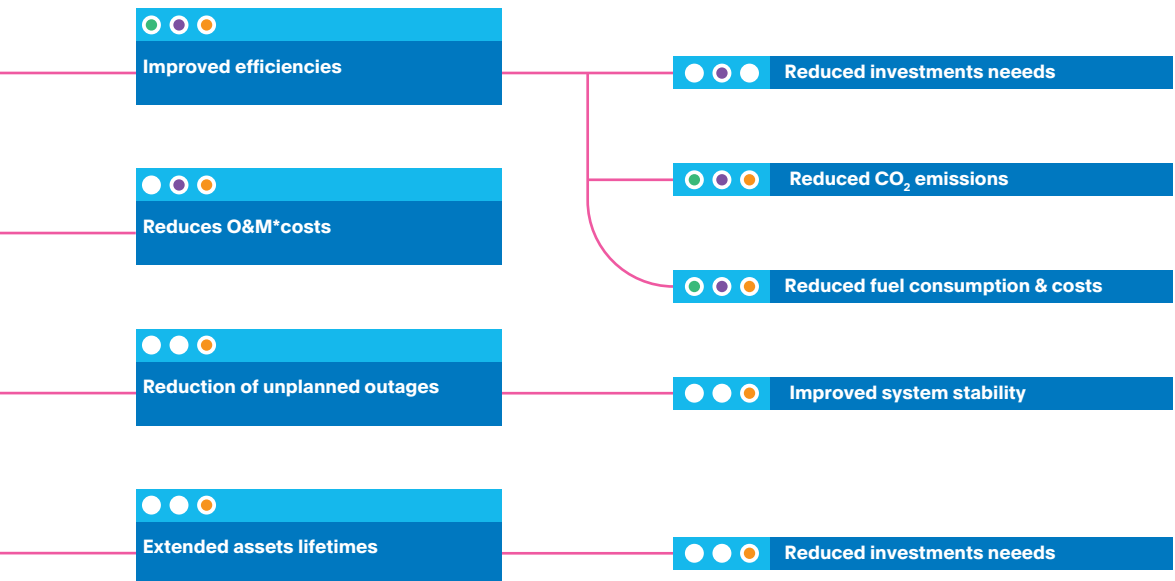 Improved efficiencies
Reduced investments neeeds
Reduced CO₂ emissions
Reduced fuel consumption & costs
Reduces O&M*costs
Reduction of unplanned outages
Improved system stability
Extended assets lifetimes
Reduced investments neeeds